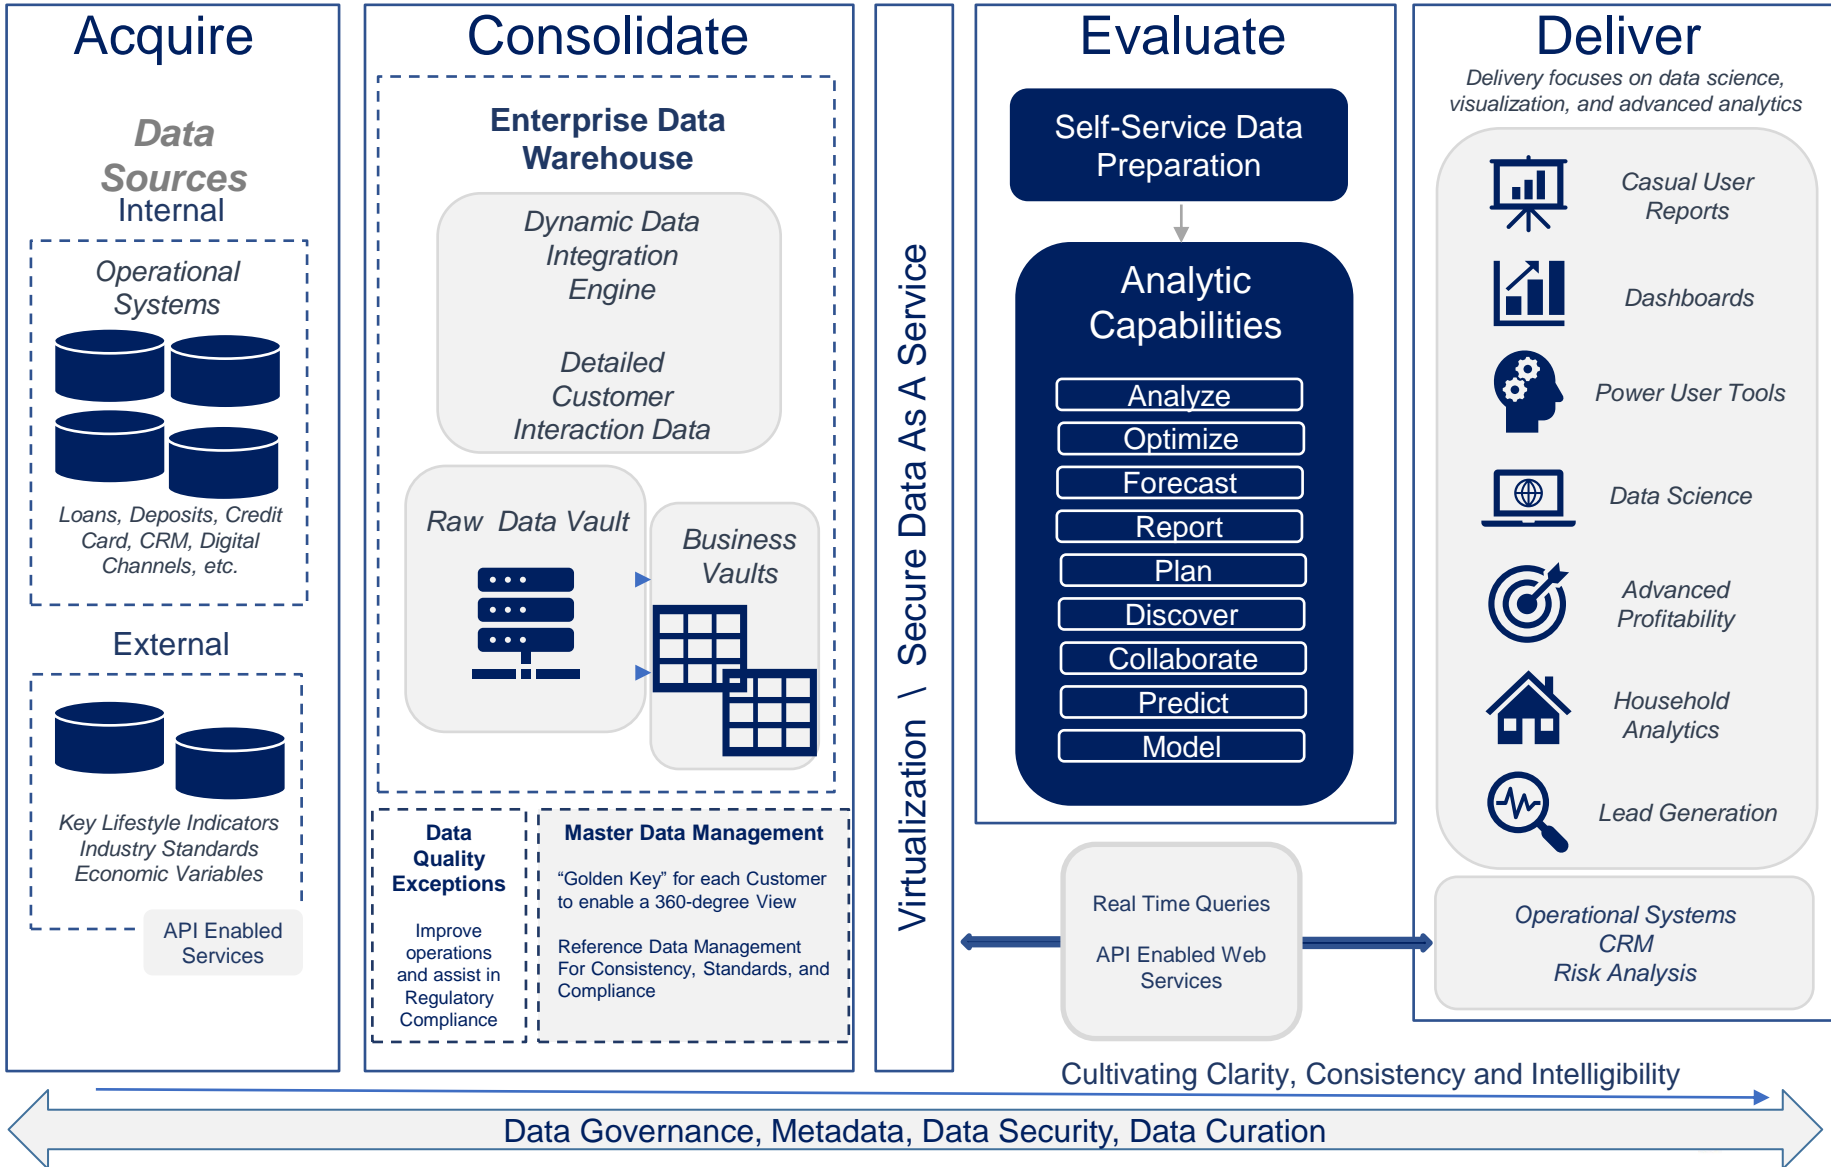 Acquire
Data
Sources
Internal
Operational
Systems
Loans, Deposits, Credit
Card, CRM, Digital
Channels, etc.
External
Key Lifestyle Indicators
Industry Standards
Economic Variables
API Enabled
Services
Consolidate
Enterprise Data
Warehouse
Dynamic Data
Integration
Engine
Detailed
Customer
Interaction Data
Raw Data Vault
Business
Vaults
Data
Quality
Exceptions
Improve
operations
and assist in
Regulatory
Compliance
Master Data Management
“Golden Key” for each Customer
to enable a 360-degree View
Reference Data Management
For Consistency, Standards, and
Compliance
Virtualization \ Secure Data As A Service
Evaluate
Self-Service Data
Preparation
Analytic
Capabilities
Analyze
Optimize
Forecast
Report
Plan
Discover
Collaborate
Predict
Model
Real Time Queries
API Enabled Web
Services
Deliver
Delivery focuses on data science,
visualization, and advanced analytics
Casual User
Reports
Dashboards
Power User Tools
Data Science
Advanced
Profitability
Household
Analytics
Lead Generation
Operational Systems
CRM
Risk Analysis
Cultivating Clarity, Consistency and Intelligibility
Data Governance, Metadata, Data Security, Data Curation